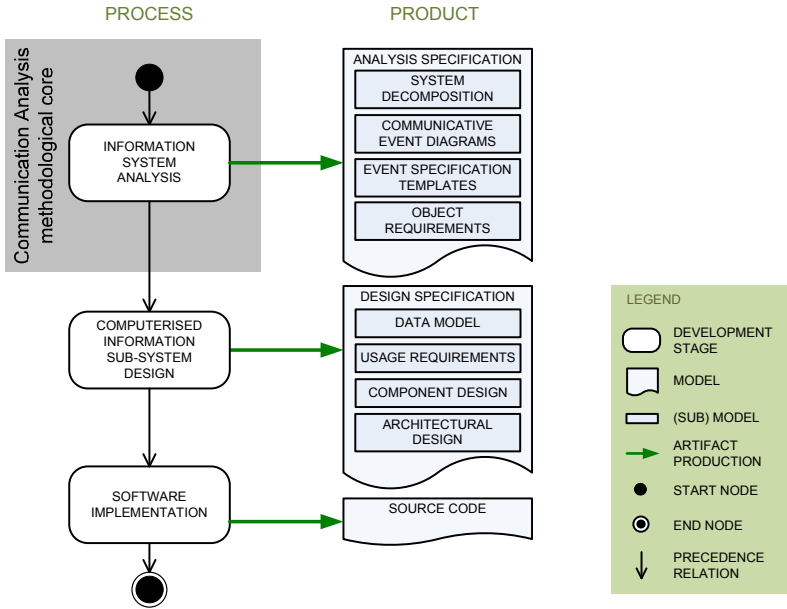 PROCESS
PRODUCT
Communication Analysis
methodological core
INFORMATION
SYSTEM
ANALYSIS
ANALYSIS SPECIFICATION
SYSTEM
DECOMPOSITION
COMMUNICATIVE
EVENT DIAGRAMS
EVENT SPECIFICATION
TEMPLATES
OBJECT
REQUIREMENTS
COMPUTERISED
INFORMATION
SUB-SYSTEM
DESIGN
DESIGN SPECIFICATION
DATA MODEL
USAGE REQUIREMENTS
COMPONENT DESIGN
ARCHITECTURAL
DESIGN
SOFTWARE
IMPLEMENTATION
SOURCE CODE
LEGEND
DEVELOPMENT
STAGE
MODEL
(SUB) MODEL
ARTIFACT
PRODUCTION
START NODE
END NODE
PRECEDENCE
RELATION